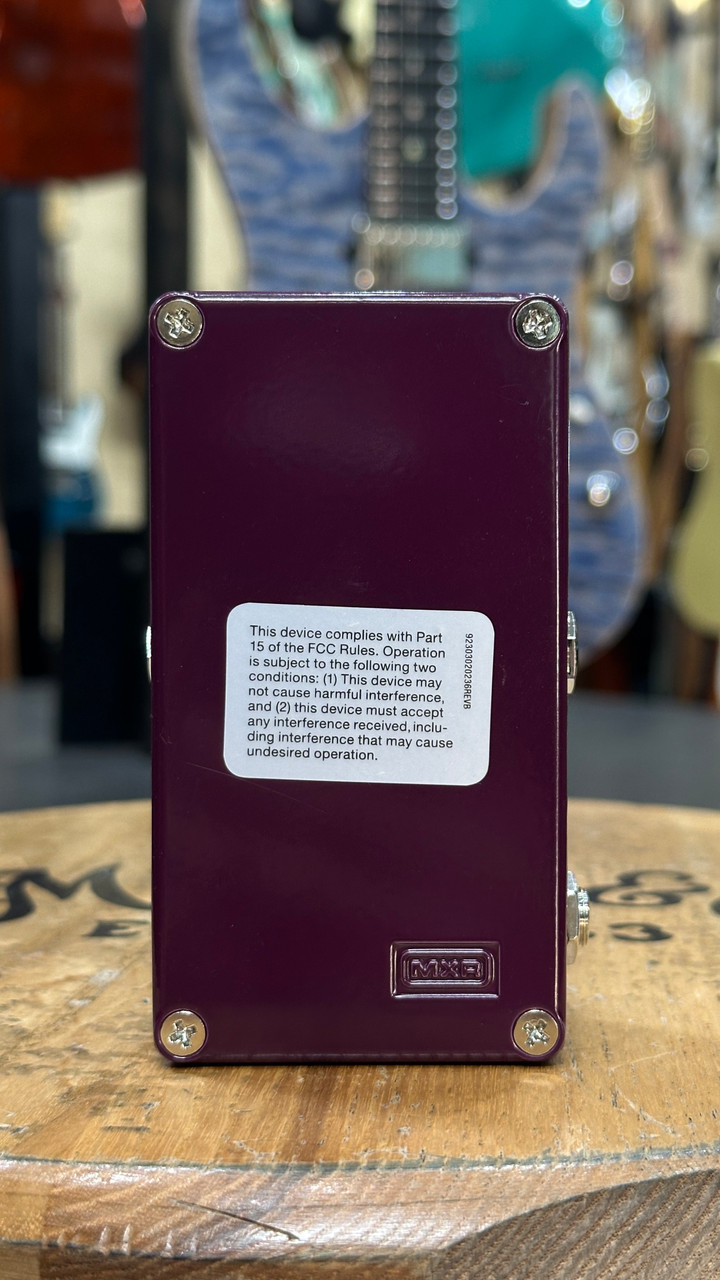 This device complies with Part
15 of the FCC Rules. Operation
is subject to the following two
conditions: (1) This device may
not cause harmful interference,
and (2) this device must accept
any interference received, inclu-
ding interference that may cause
undesired operation.
92303020236REVB
MXR